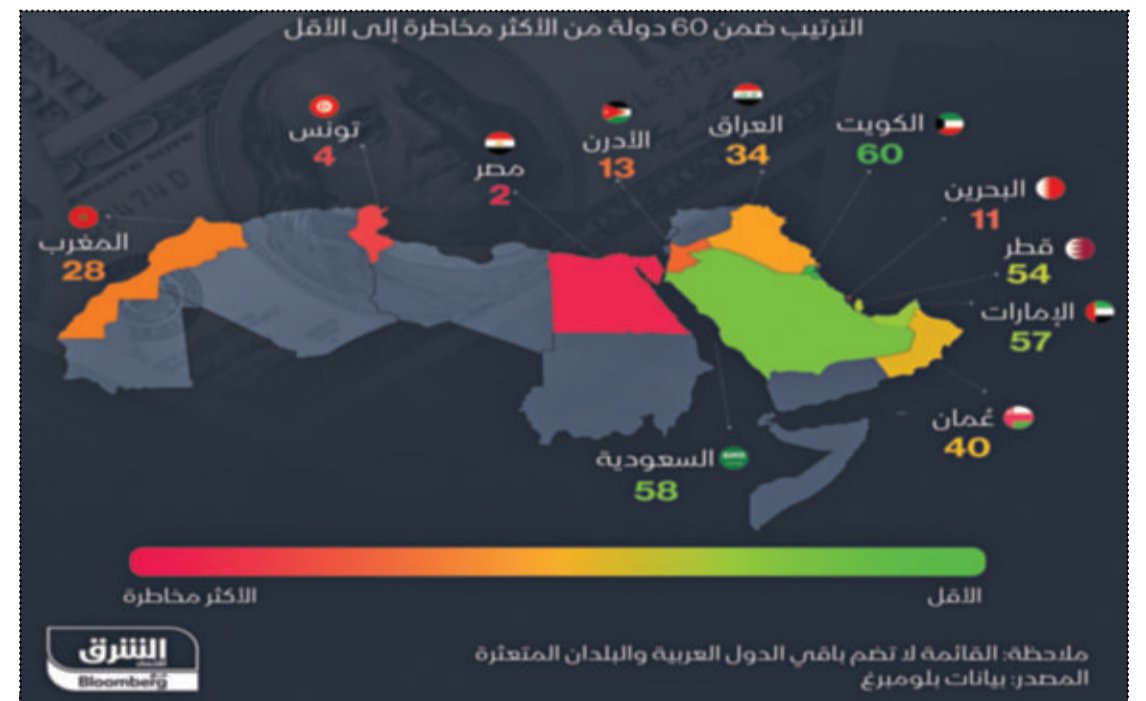 الترتيب ضمن 60 دولة من الأكثر مخاطرة إلى الأقل
الكويت
60
العراق
34
الأدرن
13
مصر
2
تونس
4
المغرب
28
البحرين
11
قطر
54
الإمارات
57
عُمان
40
السعودية
58
الأقل
الأكثر مخاطرة
ملاحظة: القائمة لا تضم باقي الدول العربية والبلدان المتعثرة
المصدر: بيانات بلومبرغ
الشرق
Bloomberg